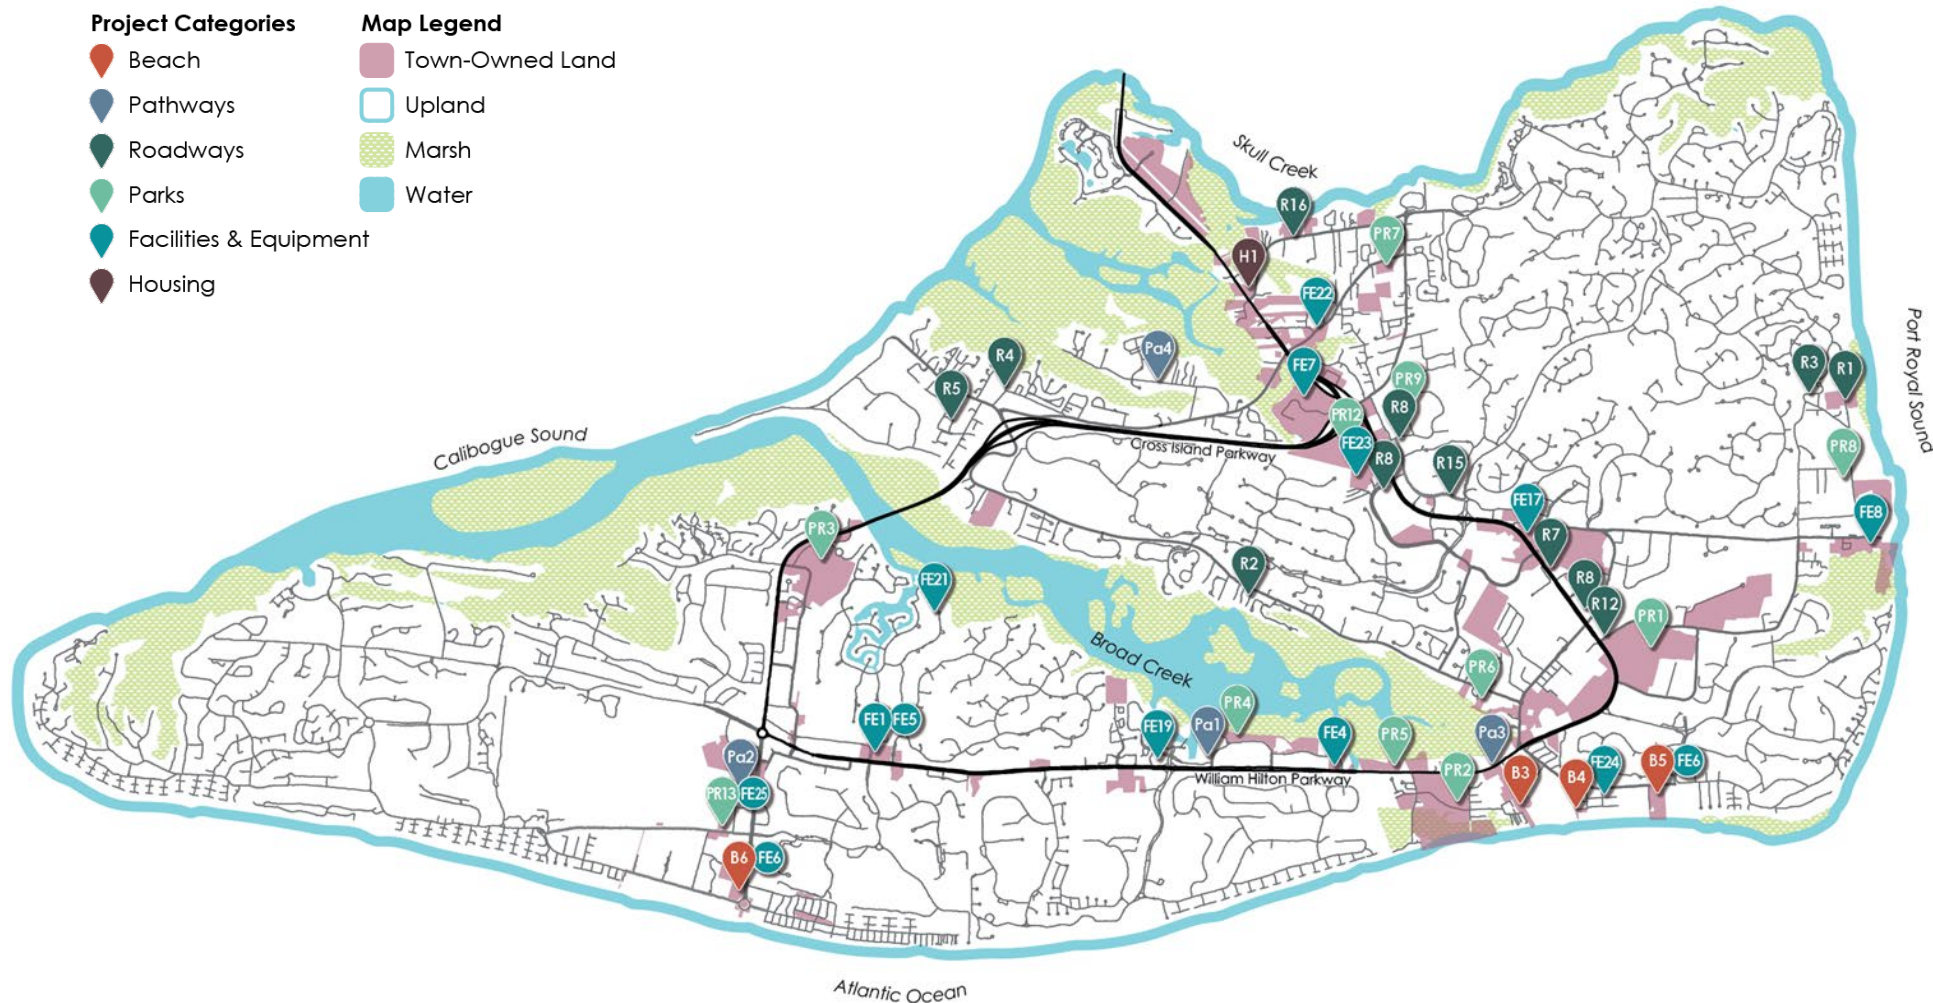 Project Categories
Beach
Pathways
Roadways
Parks
Facilities & Equipment
Housing
Map Legend
Town-Owned Land
Upland
Marsh
Water
Skull Creek
R16
PR7
H1
FE22
Port Royal Sound
R4
Pa4
FE7
R3
R1
R5
PR9
R8
PR12
Calibogue Sound
Cross Island Parkway
FE23
R8
R15
PR8
FE17
FE8
PR3
R7
R2
FE21
R8
R12
PR1
Broad Creek
PR6
PR4
FE1
FE5
FE19
Pa1
FE4
PR5
Pa3
Pa2
William Hilton Parkway
PR2
B3
B4
FE24
B5
FE6
PR13
FE25
B6
FE6
Atlantic Ocean